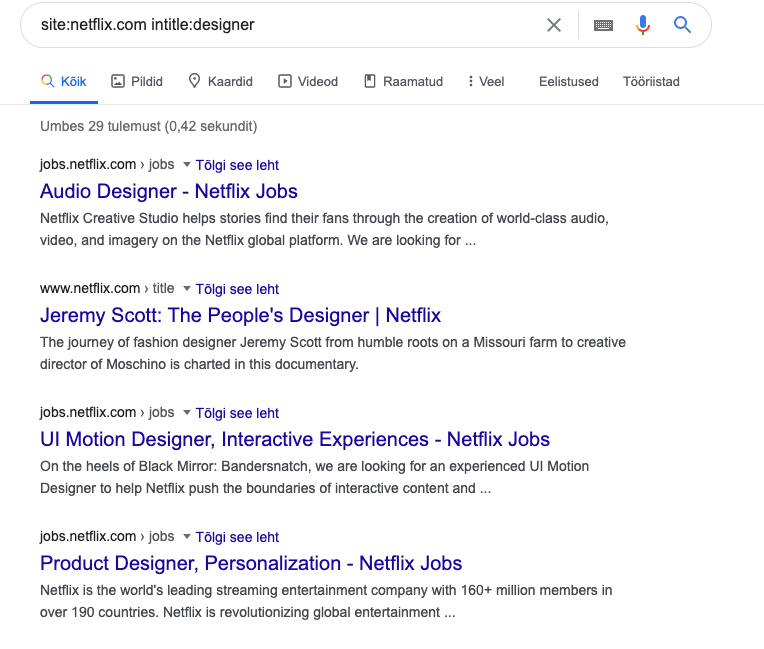 site:netflix.com intitle:designer
Kõik Pildid Kaardid Videod Raamatud Veel Eelistused Tööriistad
Umbes 29 tulemust (0,42 sekundit)
jobs.netflix.com › jobs Tõlgi see leht
Audio Designer - Netflix Jobs
Netflix Creative Studio helps stories find their fans through the creation of world-class audio,
video, and imagery on the Netflix global platform. We are looking for ...
www.netflix.com › title Tõlgi see leht
Jeremy Scott: The People's Designer | Netflix
The journey of fashion designer Jeremy Scott from humble roots on a Missouri farm to creative
director of Moschino is charted in this documentary.
jobs.netflix.com › jobs Tõlgi see leht
UI Motion Designer, Interactive Experiences - Netflix Jobs
On the heels of Black Mirror: Bandersnatch, we are looking for an experienced UI Motion
Designer to help Netflix push the boundaries of interactive content and ...
jobs.netflix.com › jobs Tõlgi see leht
Product Designer, Personalization - Netflix Jobs
Netflix is the world's leading streaming entertainment company with 160+ million members in
over 190 countries. Netflix is revolutionizing global entertainment ...